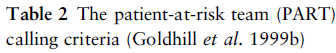 Table 2 The patient-at-risk team (PART)
calling criteria (Goldhill et al. 1999b)